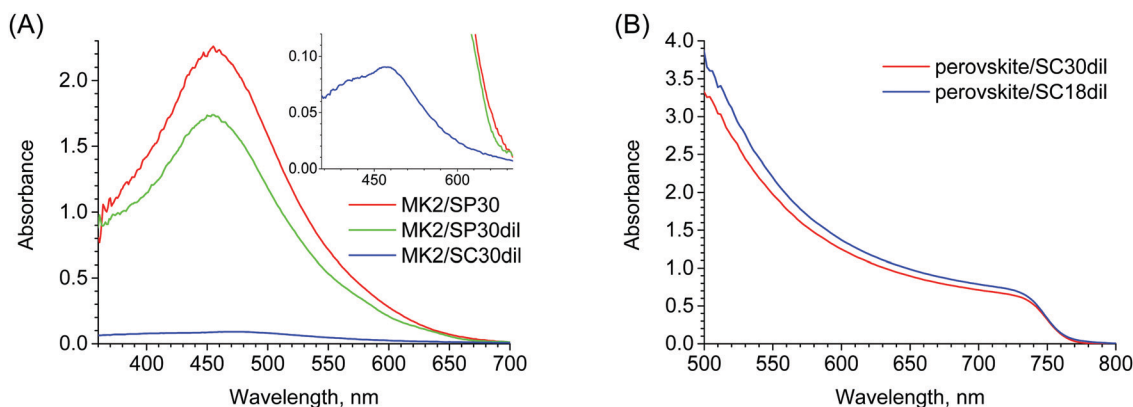 (A)
2.0
1.5
1.0
0.5
0.0
Absorbance
400 450 500 550 600 650 700
Wavelength, nm
0.10
0.05
0.00
450 600
MK2/SP30
MK2/SP30dil
MK2/SC30dil
(B)
4.0
3.5
3.0
2.5
2.0
1.5
1.0
0.5
0.0
Absorbance
500 550 600 650 700 750 800
Wavelength, nm
perovskite/SC30dil
perovskite/SC18dil